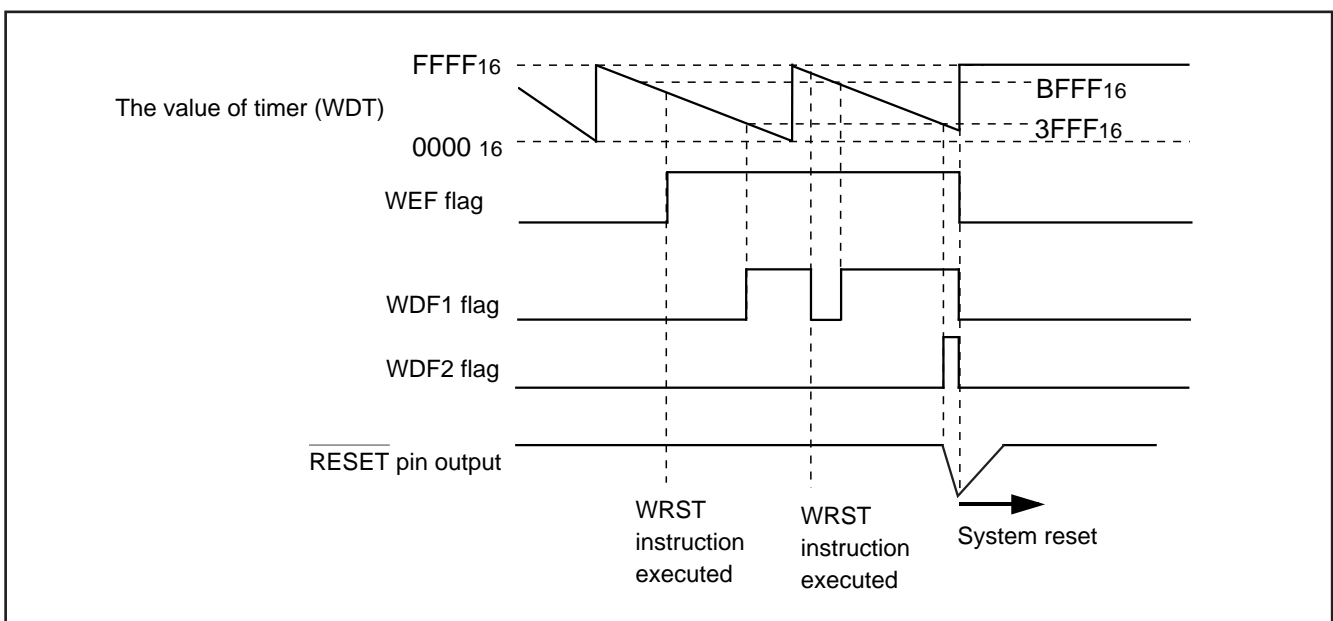 FFFF16
BFFF16
The value of timer (WDT)
3FFF16
0000 16
WEF flag
WDF1 flag
WDF2 flag
RESET pin output
WRST
instruction
executed
WRST
instruction
executed
System reset